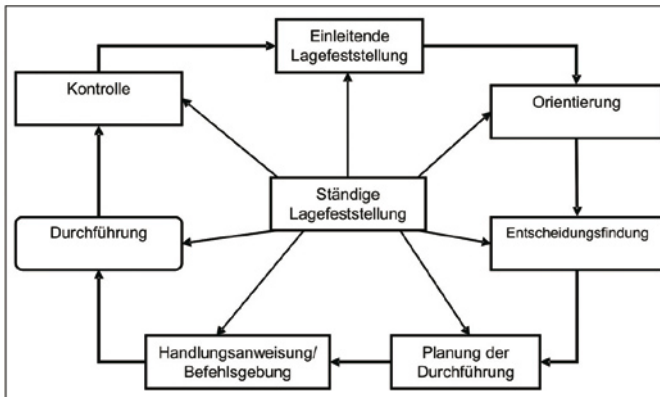 Einleitende
Lagefeststellung
Kontrolle
Orientierung
Ständige
Lagefeststellung
Durchführung
Entscheidungsfindung
Handlungsanweisung/
Befehlsgebung
Planung der
Durchführung